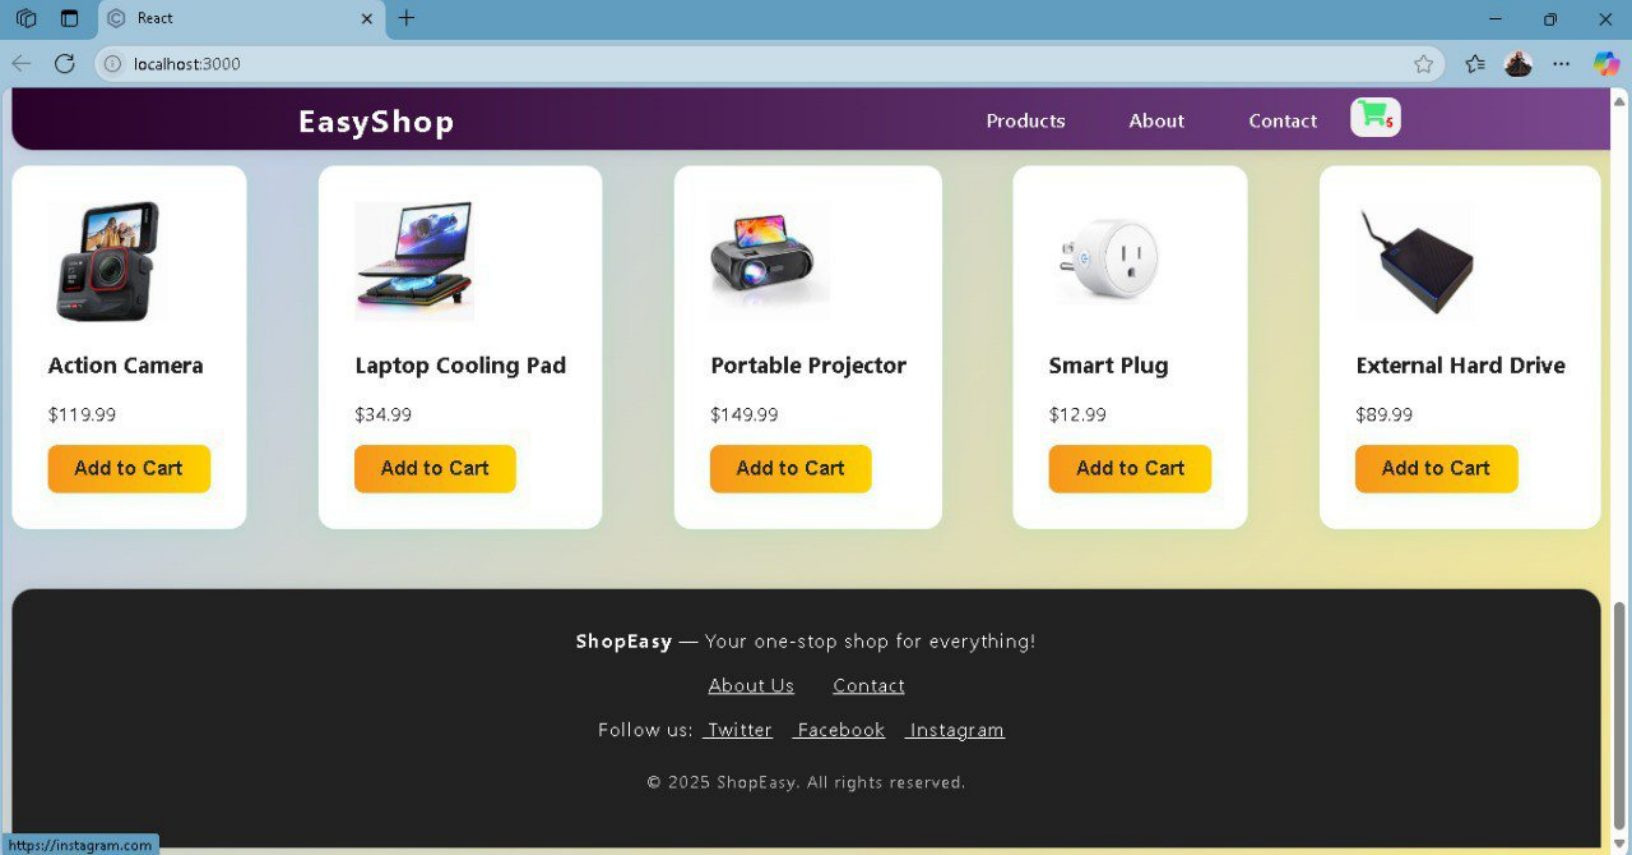 React
localhost:3000
EasyShop
Products About Contact 5
Action Camera Laptop Cooling Pad Portable Projector Smart Plug External Hard Drive
$119.99 $34.99 $149.99 $12.99 $89.99
Add to Cart Add to Cart Add to Cart Add to Cart Add to Cart
ShopEasy — Your one-stop shop for everything!
About Us Contact
Follow us: Twitter Facebook Instagram
© 2025 ShopEasy. All rights reserved.
https://instagram.com